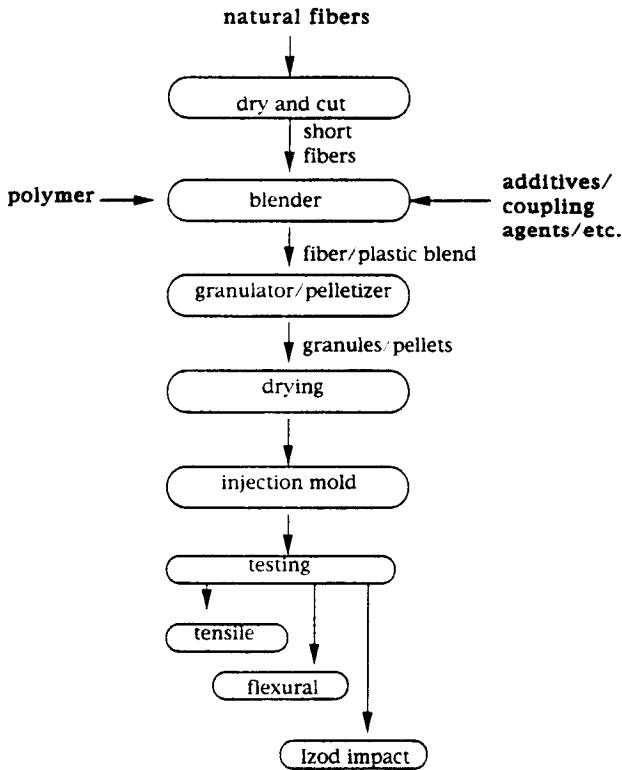 natural fibers
dry and cut
short
fibers
polymer
blender
additives/
coupling
agents/etc.
fiber/plastic blend
granulator/pelletizer
granules/pellets
drying
injection mold
testing
tensile
flexural
Izod impact